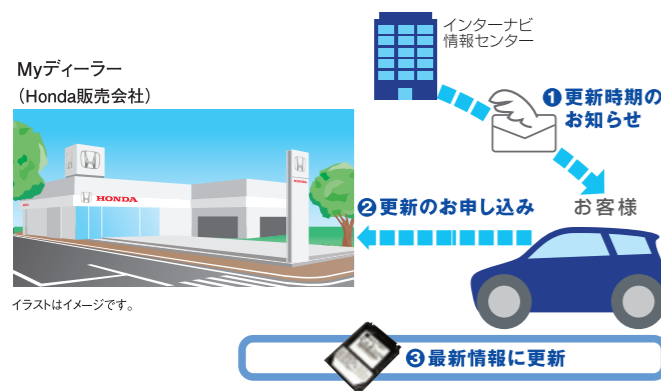 インターナビ
情報センター
Myディーラー
（Honda販売会社）
❶更新時期の
お知らせ
HONDA
❷更新のお申し込み
お客様
イラストはイメージです。
❸最新情報に更新